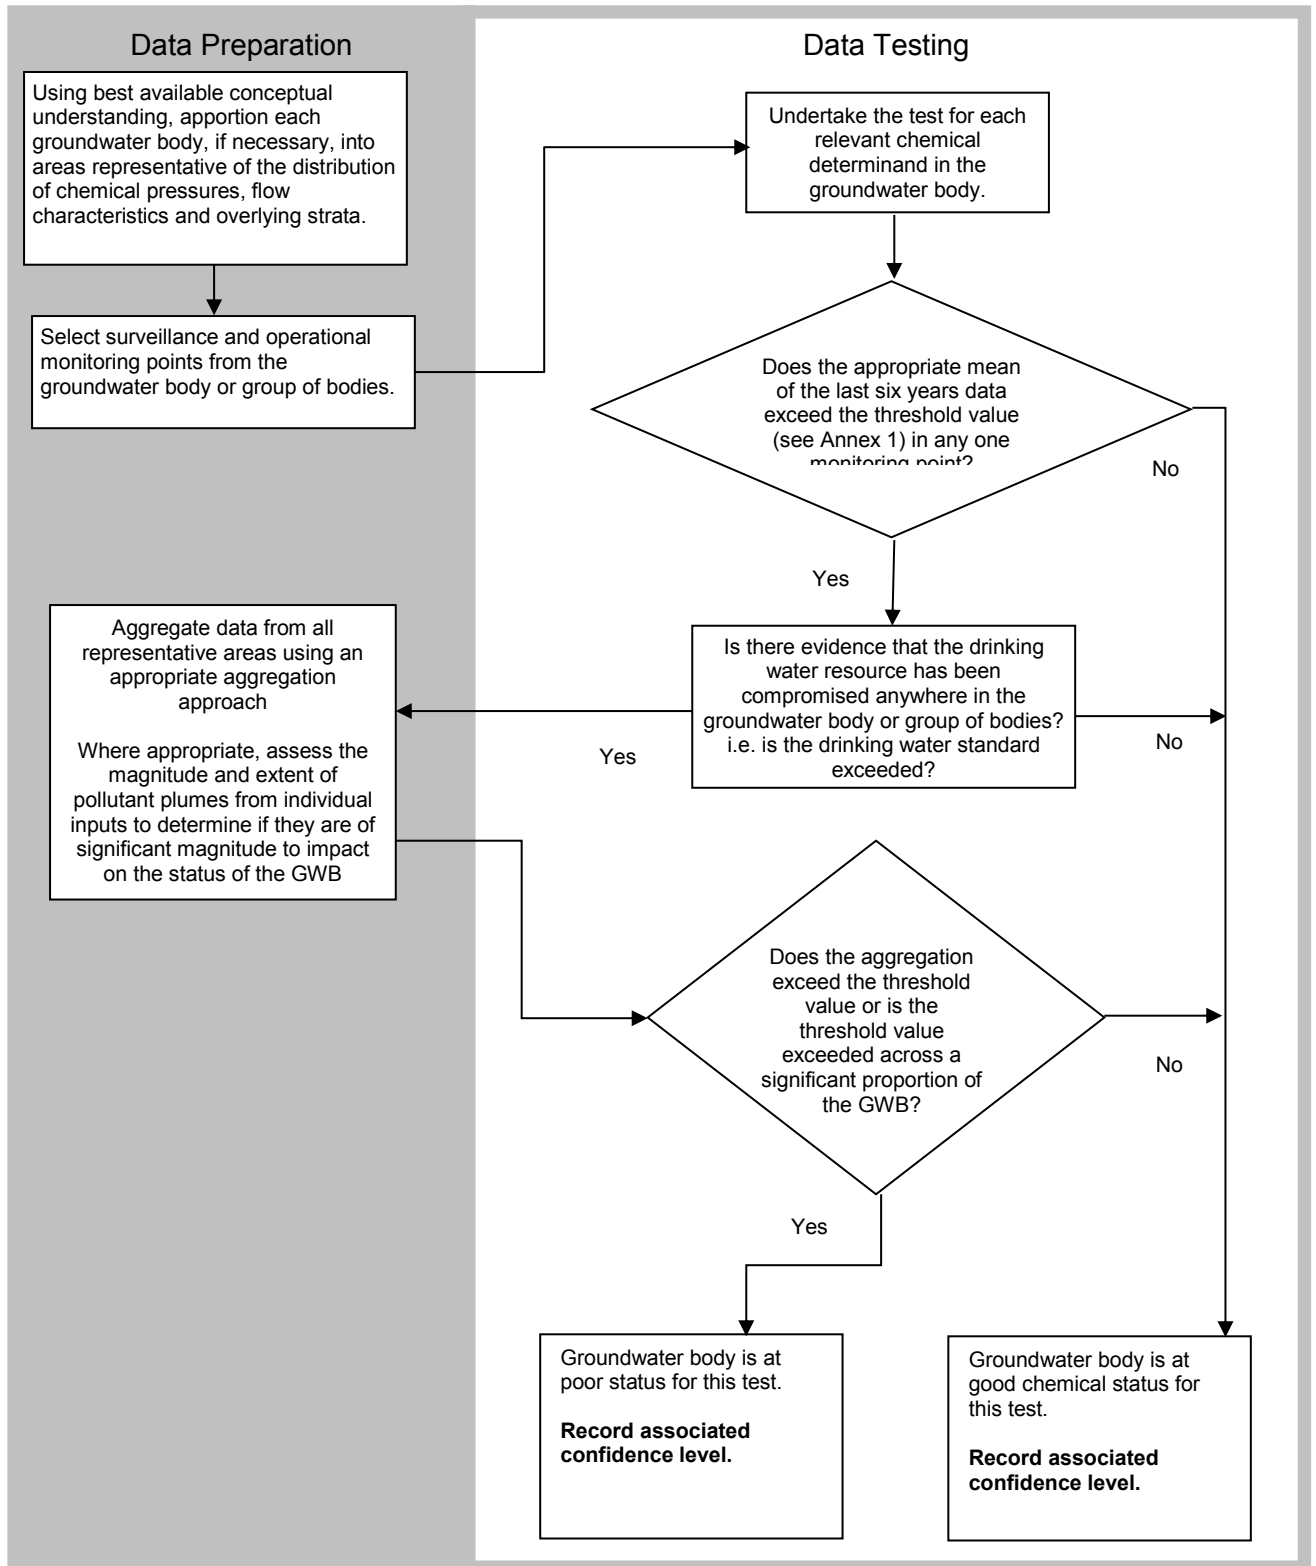 Data Preparation
Using best available conceptual
understanding, apportion each
groundwater body, if necessary, into
areas representative of the distribution
of chemical pressures, flow
characteristics and overlying strata.
Select surveillance and operational
monitoring points from the
groundwater body or group of bodies.
Data Testing
Undertake the test for each
relevant chemical
determinand in the
groundwater body.
Does the appropriate mean
of the last six years data
exceed the threshold value
(see Annex 1) in any one
monitoring point?
No
Yes
Is there evidence that the drinking
water resource has been
compromised anywhere in the
groundwater body or group of bodies?
i.e. is the drinking water standard
exceeded?
No
Yes
Aggregate data from all
representative areas using an
appropriate aggregation
approach
Where appropriate, assess the
magnitude and extent of
pollutant plumes from individual
inputs to determine if they are of
significant magnitude to impact
on the status of the GWB
Does the aggregation
exceed the threshold
value or is the
threshold value
exceeded across a
significant proportion of
the GWB?
No
Yes
Groundwater body is at
poor status for this test.
Record associated
confidence level.
Groundwater body is at
good chemical status for
this test.
Record associated
confidence level.